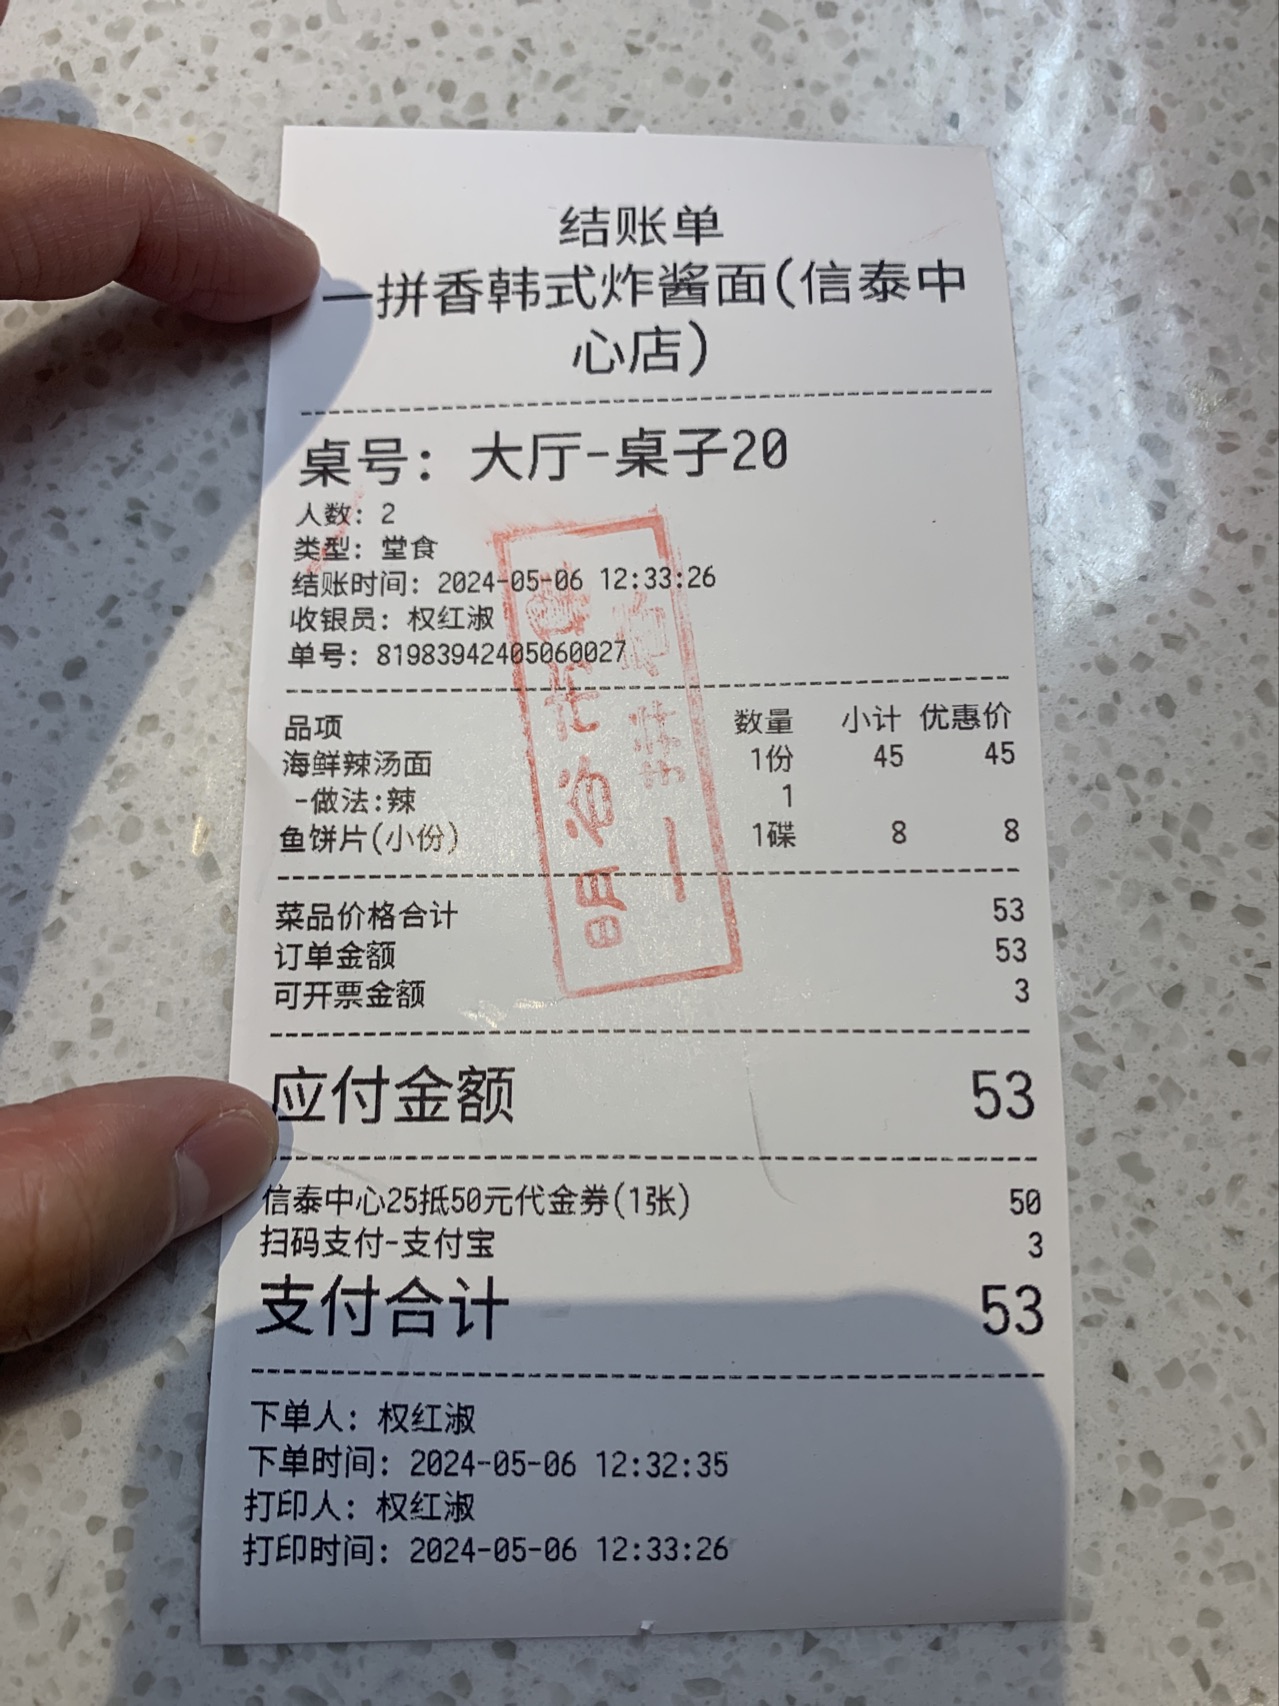 结账单
一拼香韩式炸酱面(信泰中
心店)
桌号: 大厅-桌子20
人数: 2
类型: 堂食
结账时间: 2024-05-06 12:33:26
收银员: 权红淑
单号: 81983942405060027
品项 数量 小计 优惠价
海鲜辣汤面 1份 45 45
-做法:辣 1
鱼饼片(小份) 1碟 8 8
菜品价格合计 53
订单金额 53
可开票金额 3
应付金额 53
信泰中心25抵50元代金券(1张) 50
扫码支付-支付宝 3
支付合计 53
下单人: 权红淑
下单时间: 2024-05-06 12:32:35
打印人: 权红淑
打印时间: 2024-05-06 12:33:26